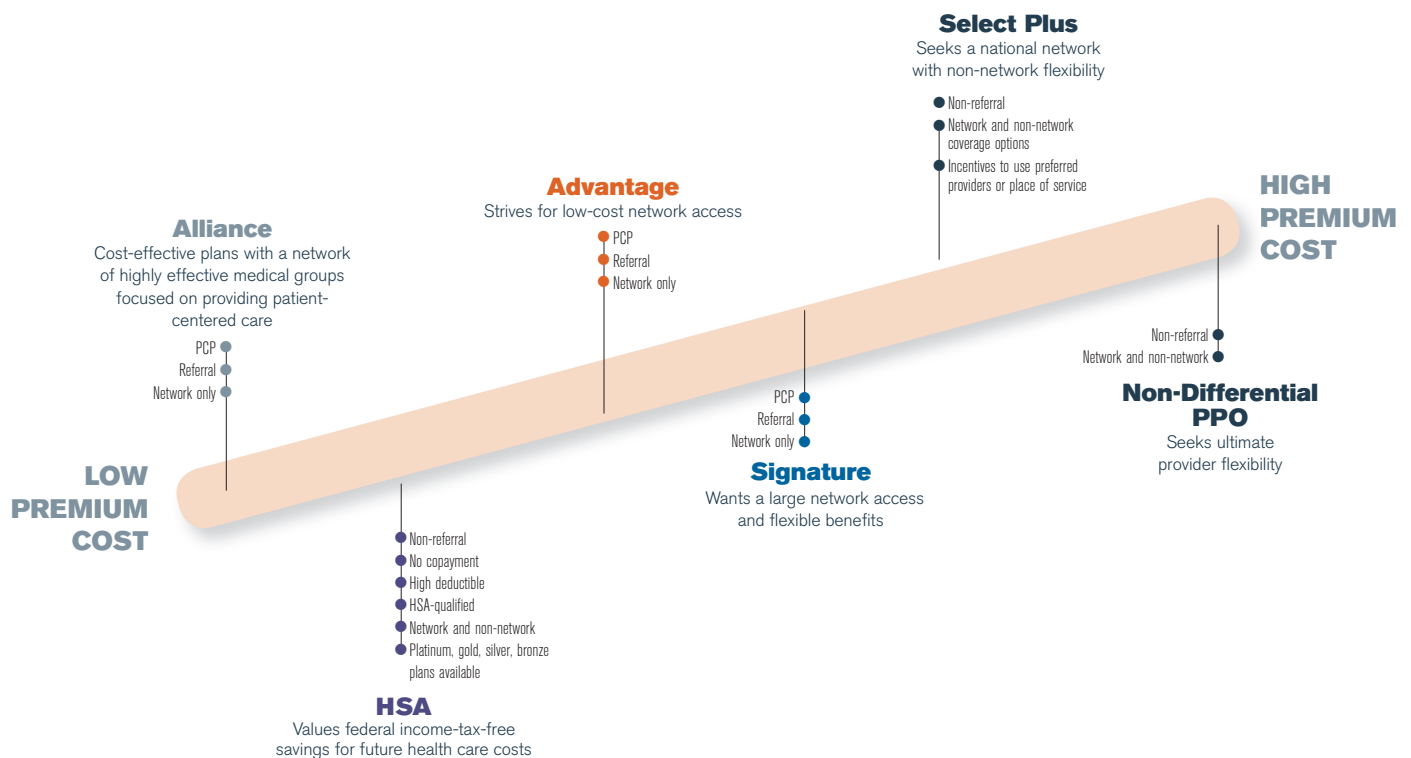 Select Plus
Seeks a national network
with non-network flexibility
Non-referral
Network and non-network
coverage options
Incentives to use preferred
providers or place of service
HIGH
PREMIUM
COST
Advantage
Strives for low-cost network access
PCP
Referral
Network only
Alliance
Cost-effective plans with a network
of highly effective medical groups
focused on providing patient-
centered care
PCP
Referral
Network only
Non-referral
Network and non-network
Non-Differential
PPO
Seeks ultimate
provider flexibility
PCP
Referral
Network only
Signature
Wants a large network access
and flexible benefits
LOW
PREMIUM
COST
Non-referral
No copayment
High deductible
HSA-qualified
Network and non-network
Platinum, gold, silver, bronze
plans available
HSA
Values federal income-tax-free
savings for future health care costs